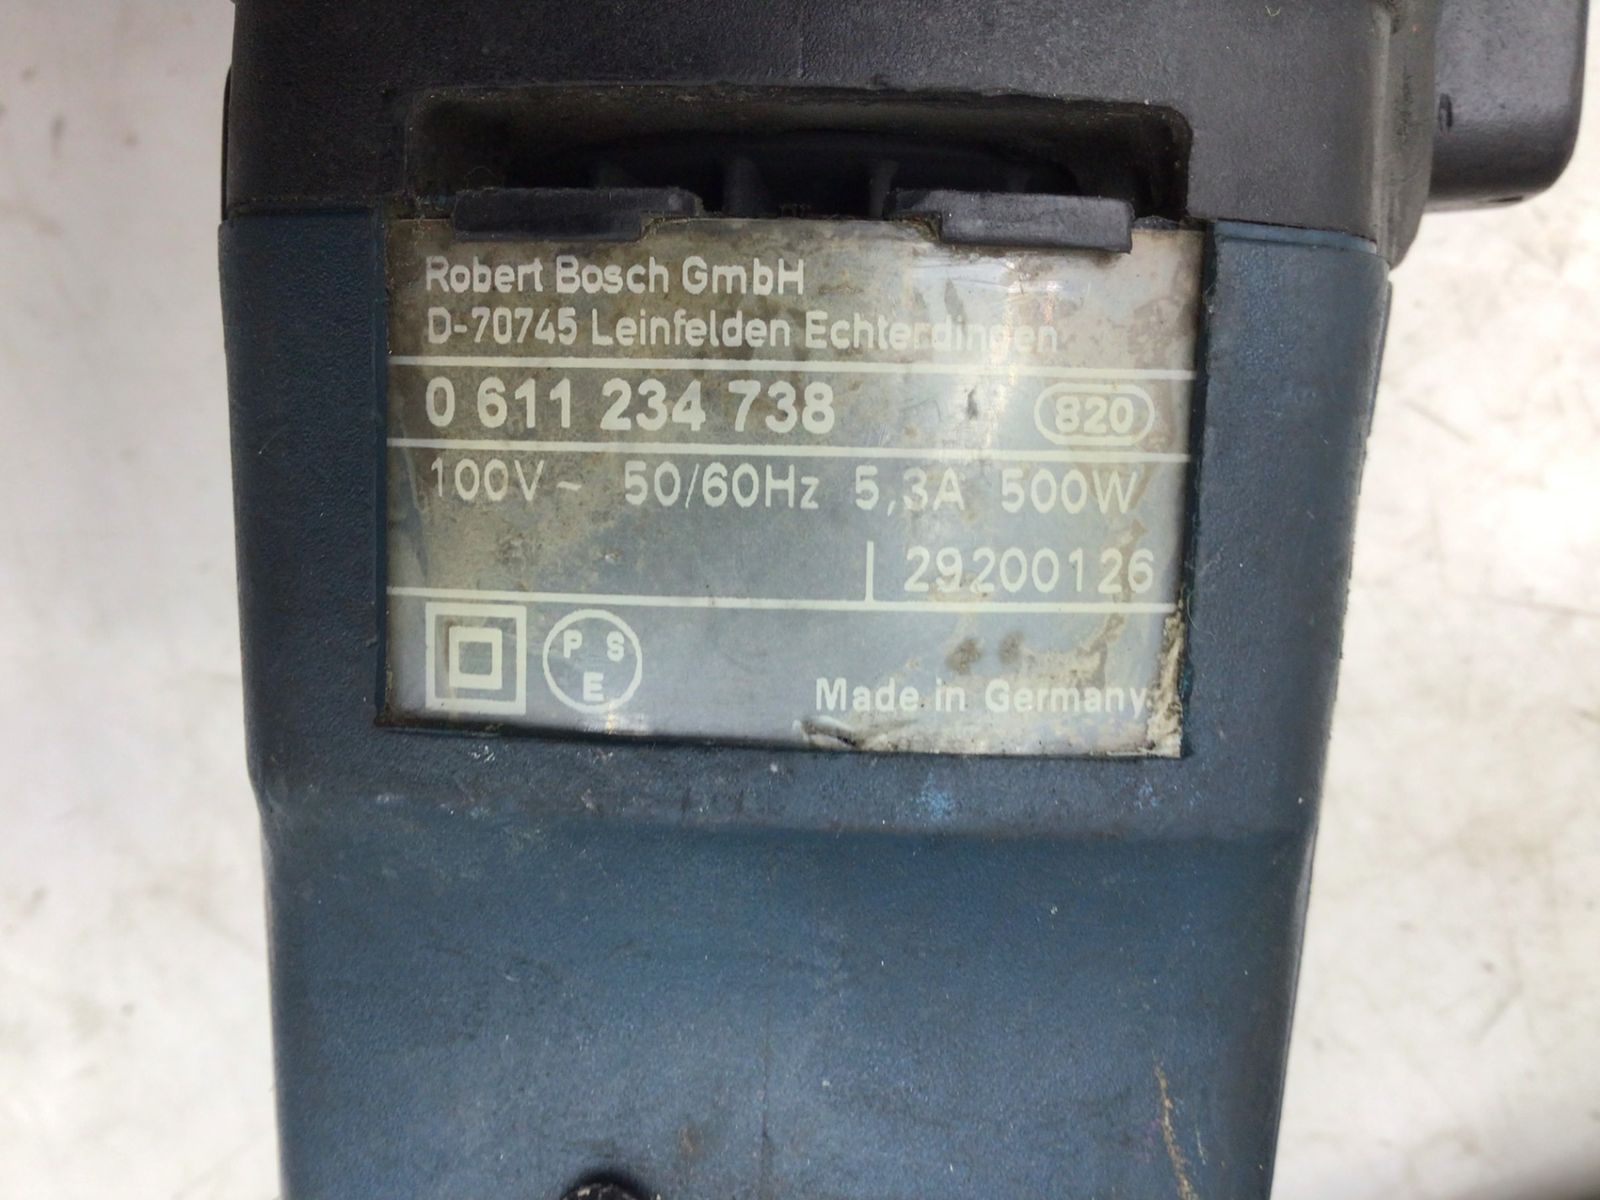 Robert Bosch GmbH
D-70745 Leinfelden Echterdingen
0 611 234 738 820
100V~ 50/60Hz 5,3A 500W
29200126
P S
E
Made in Germany